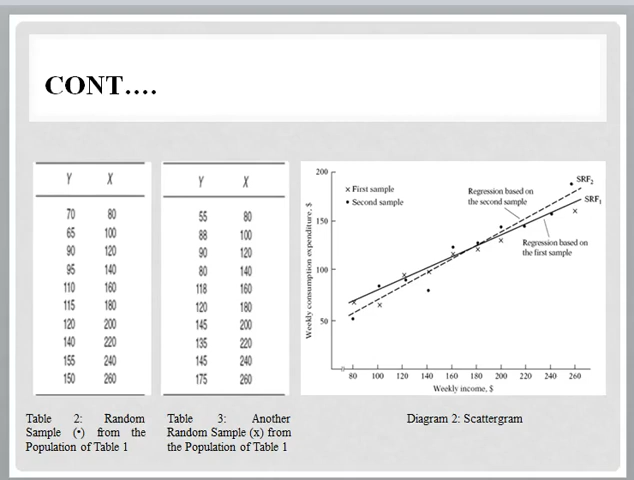 CONT….
Y X
70 80
65 100
90 120
95 140
110 160
115 180
120 200
140 220
155 240
150 260
Table 2: Random
Sample (•) from the
Population of Table 1
Y X
55 80
88 100
90 120
80 140
118 160
120 180
145 200
135 220
145 240
175 260
Table 3: Another
Random Sample (x) from
the Population of Table 1
200
150
100
50
0
Weekly consumption expenditure, $
× First sample
• Second sample
Regression based on
the second sample
SRF2
SRF1
Regression based on
the first sample
80 100 120 140 160 180 200 220 240 260
Weekly income, $
Diagram 2: Scattergram